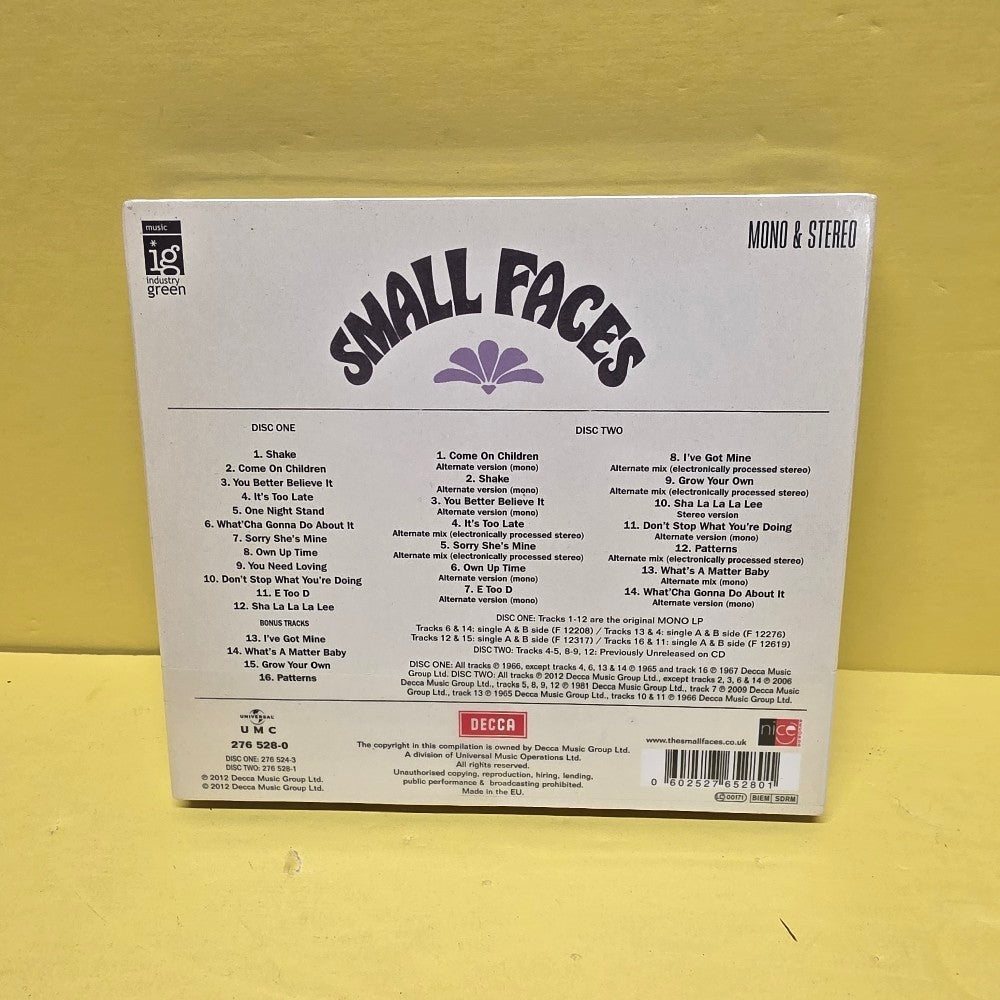 music
*
ig
industry
green
MONO & STEREO
SMALL FACES
DISC ONE
1. Shake
2. Come On Children
3. You Better Believe It
4. It's Too Late
5. One Night Stand
6. What'Cha Gonna Do About It
7. Sorry She's Mine
8. Own Up Time
9. You Need Loving
10. Don't Stop What You're Doing
11. E Too D
12. Sha La La La Lee
BONUS TRACKS
13. I've Got Mine
14. What's A Matter Baby
15. Grow Your Own
16. Patterns
DISC TWO
1. Come On Children
Alternate version (mono)
2. Shake
Alternate version (mono)
3. You Better Believe It
Alternate version (mono)
4. It's Too Late
Alternate mix (electronically processed stereo)
5. Sorry She's Mine
Alternate mix (electronically processed stereo)
6. Own Up Time
Alternate version (mono)
7. E Too D
Alternate version (mono)
8. I've Got Mine
Alternate mix (electronically processed stereo)
9. Grow Your Own
Alternate mix (electronically processed stereo)
10. Sha La La La Lee
Stereo version
11. Don't Stop What You're Doing
Alternate version (mono)
12. Patterns
Alternate mix (electronically processed stereo)
13. What's A Matter Baby
Alternate mix (mono)
14. What'Cha Gonna Do About It
Alternate version (mono)
DISC ONE: Tracks 1-12 are the original MONO LP
Tracks 6 & 14: single A & B side (F 12208) / Tracks 13 & 4: single A & B side (F 12276)
Tracks 12 & 15: single A & B side (F 12317) / Tracks 16 & 11: single A & B side (F 12619)
DISC TWO: Tracks 4-5, 8-9, 12: Previously Unreleased on CD
DISC ONE: All tracks ℗ 1966, except tracks 4, 6, 13 & 14 ℗ 1965 and track 16 ℗ 1967 Decca Music
Group Ltd. DISC TWO: All tracks ℗ 2012 Decca Music Group Ltd., except tracks 2, 3, 6 & 14 ℗ 2006
Decca Music Group Ltd., tracks 5, 8, 9, 12 ℗ 1981 Decca Music Group Ltd., track 7 ℗ 2009 Decca Music
Group Ltd., track 13 ℗ 1965 Decca Music Group Ltd., tracks 10 & 11 ℗ 1966 Decca Music Group Ltd.
UNIVERSAL
UMC
276 528-0
DISC ONE: 276 524-3
DISC TWO: 276 528-1
℗ 2012 Decca Music Group Ltd.
© 2012 Decca Music Group Ltd.
DECCA
The copyright in this compilation is owned by Decca Music Group Ltd.
A division of Universal Music Operations Ltd.
All rights reserved.
Unauthorised copying, reproduction, hiring, lending,
public performance & broadcasting prohibited.
Made in the EU.
www.thesmallfaces.co.uk
nice
0 602527 652801
LC 00171 BIEM SDRM